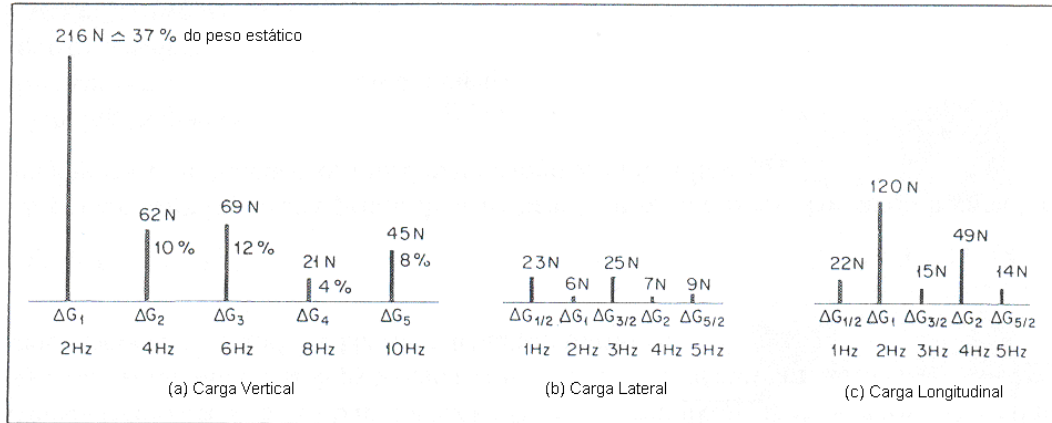 216 N ≙ 37 % do peso estático
62 N
10 %
69 N
12 %
21 N
4 %
45 N
8 %
ΔG1 ΔG2 ΔG3 ΔG4 ΔG5
2Hz 4Hz 6Hz 8Hz 10Hz
(a) Carga Vertical
23N 6N 25N 7N 9N
ΔG1/2 ΔG1 ΔG3/2 ΔG2 ΔG5/2
1Hz 2Hz 3Hz 4Hz 5Hz
(b) Carga Lateral
22N 120 N 15N 49N 14N
ΔG1/2 ΔG1 ΔG3/2 ΔG2 ΔG5/2
1Hz 2Hz 3Hz 4Hz 5Hz
(c) Carga Longitudinal